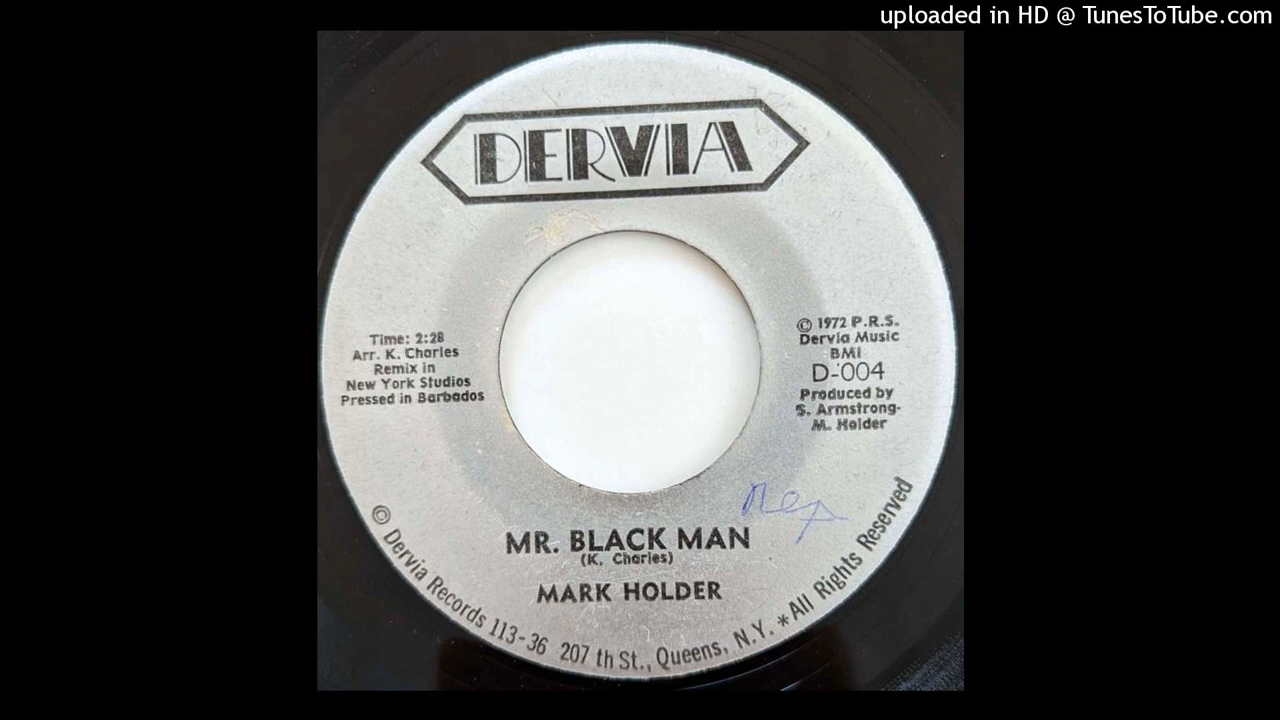 uploaded in HD @ TunesToTube.com
DERVIA
Time: 2:28
Arr. K. Charles
Remix in
New York Studios
Pressed in Barbados
© 1972 P.R.S.
Dervia Music
BMI
D-004
Produced by
S. Armstrong-
M. Holder
MR. BLACK MAN
(K. Charles)
MARK HOLDER
© Dervia Records 113-36 207 th St., Queens, N.Y. *All Rights Reserved